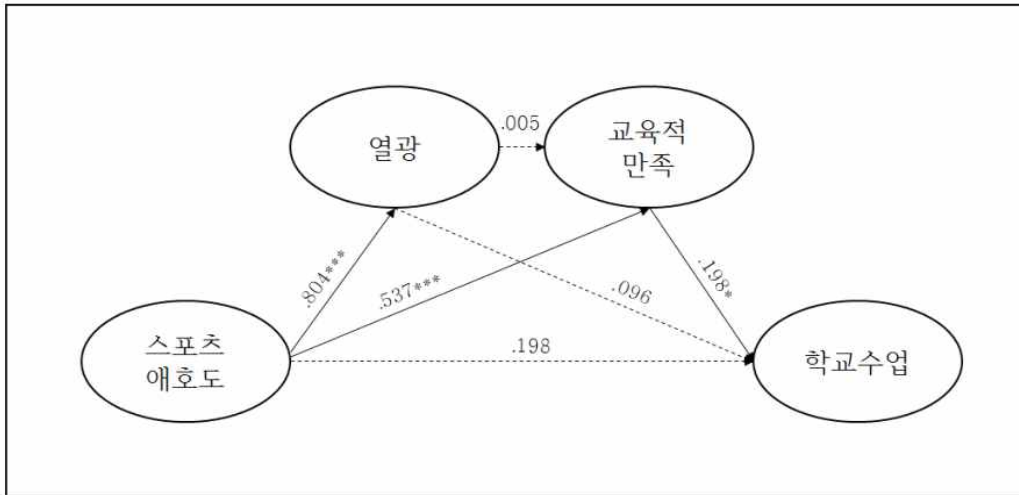 열광
.005
교육적
만족
.804***
.537***
.096
.198*
.198
스포츠
애호도
학교수업